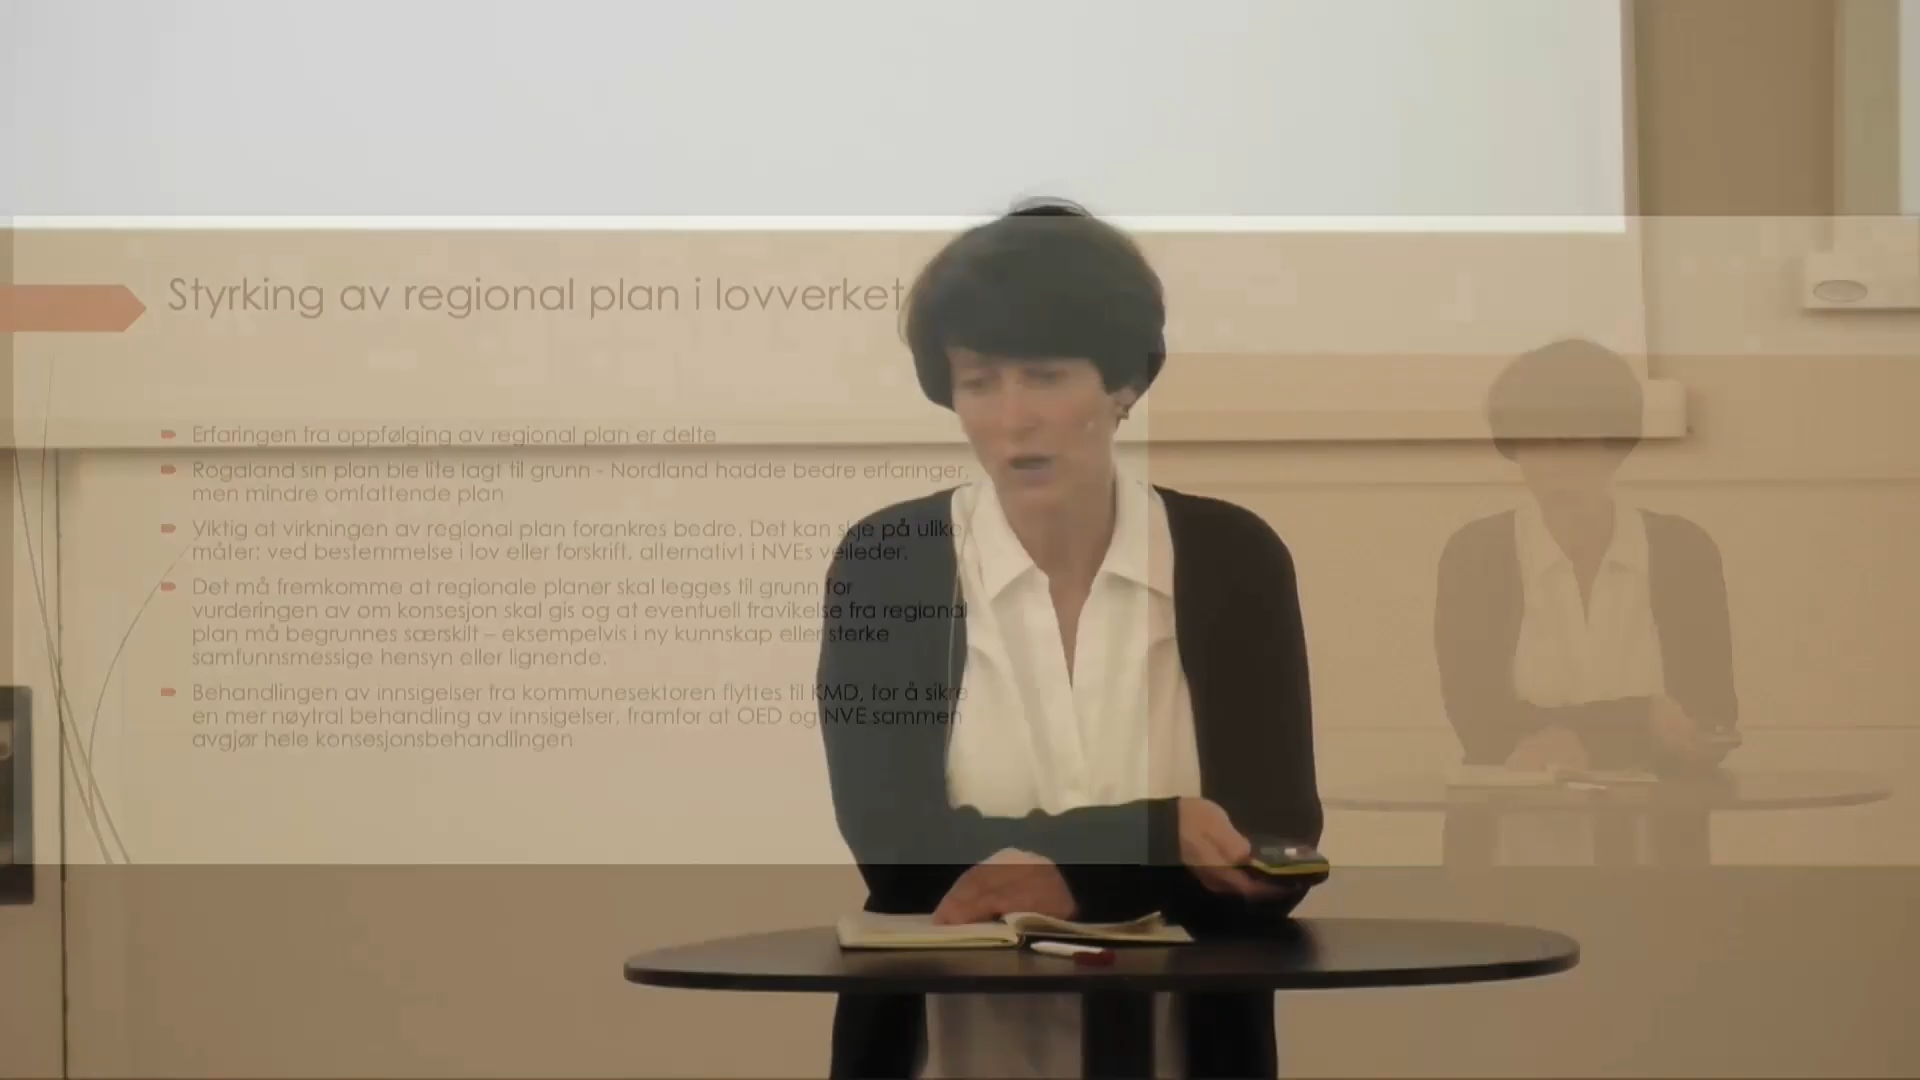 Styrking av regional plan i lovverket
Erfaringen fra oppfølging av regional plan er delte
Rogaland sin plan ble lite lagt til grunn - Nordland hadde bedre erfaringer,
men mindre omfattende plan
Viktig at virkningen av regional plan forankres bedre. Det kan skje på ulike
måter: ved bestemmelse i lov eller forskrift, alternativt i NVEs veileder.
Det må fremkomme at regionale planer skal legges til grunn for
vurderingen av om konsesjon skal gis og at eventuell fravikelse fra regional
plan må begrunnes særskilt – eksempelvis i ny kunnskap eller sterke
samfunnsmessige hensyn eller lignende.
Behandlingen av innsigelser fra kommunesektoren flyttes til KMD, for å sikre
en mer nøytral behandling av innsigelser, framfor at OED og NVE sammen
avgjør hele konsesjonsbehandlingen